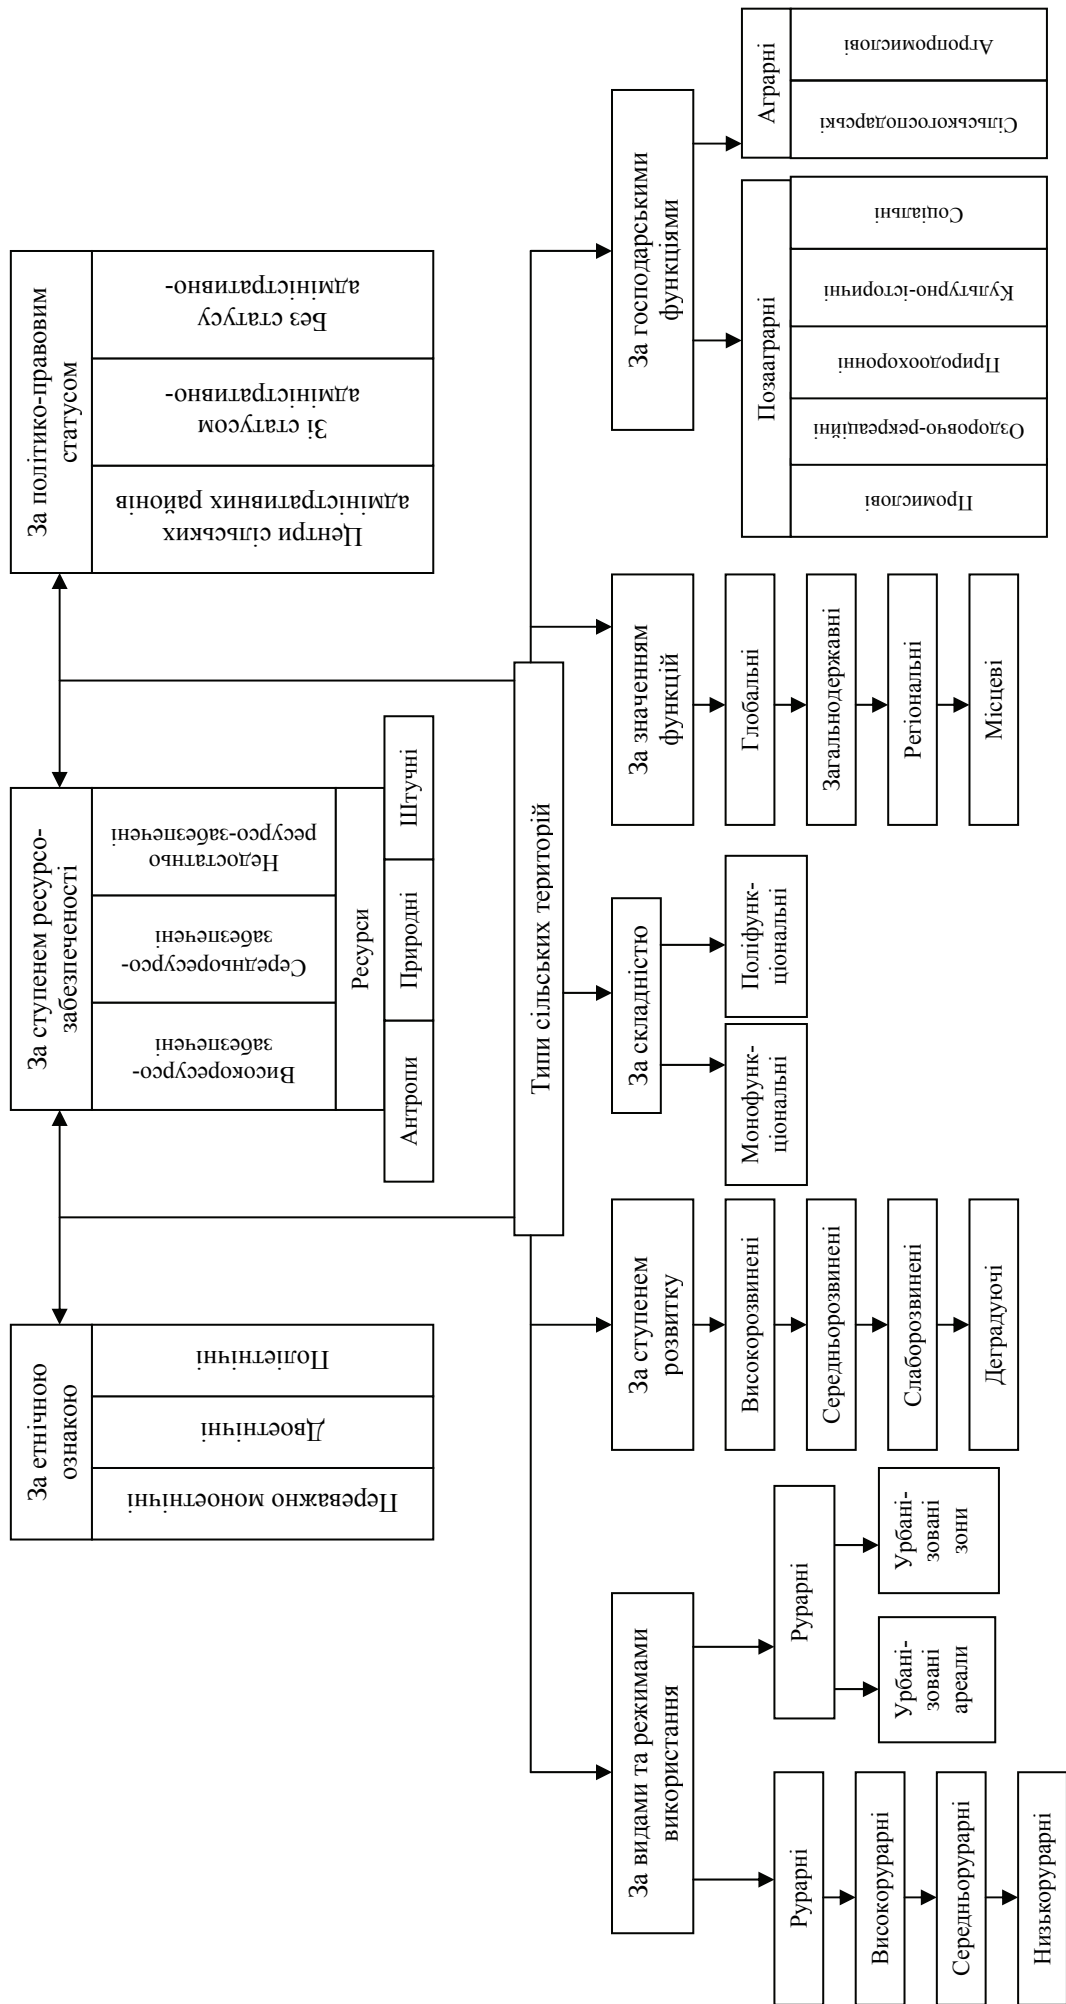 За етнічною
ознакою
Переважно моноетнічні
Двоетнічні
Поліетнічні
За ступенем ресурсо-
забезпеченості
Високоресурсо-
забезпечені
Середньоресурсо-
забезпечені
Недостатньо
ресурсо-забезпечені
Ресурси
Антропи
Природні
Штучні
За політико-правовим
статусом
Центри сільських
адміністративних районів
Зі статусом
адміністративно-
Без статусу
адміністративно-
Типи сільських територій
За видами та режимами
використання
Рурарні
Високорурарні
Середньорурарні
Низькорурарні
Рурарні
Урбані-
зовані
ареали
Урбані-
зовані
зони
За ступенем
розвитку
Високорозвинені
Середньорозвинені
Слаборозвинені
Деградуючі
За складністю
Монофунк-
ціональні
Поліфунк-
ціональні
За значенням
функцій
Глобальні
Загальнодержавні
Регіональні
Місцеві
За господарськими
функціями
Позааграрні
Промислові
Оздоровчо-рекреаційні
Природоохоронні
Культурно-історичні
Соціальні
Аграрні
Сільськогосподарські
Агропромислові